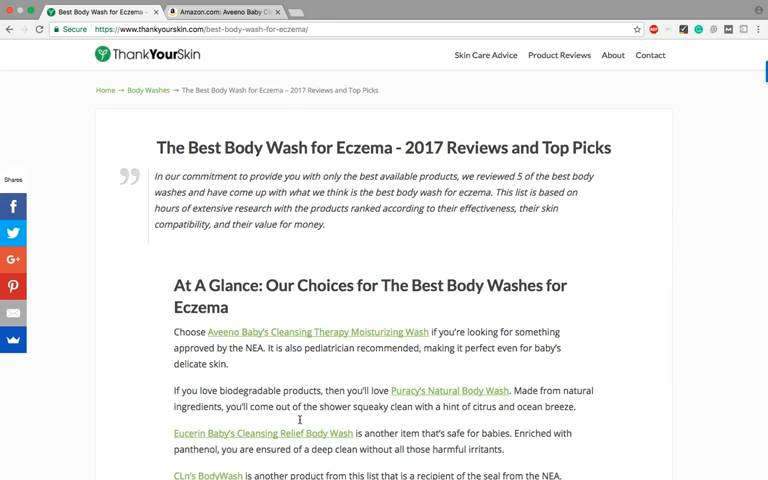 Best Body Wash for Eczema -
Amazon.com: Aveeno Baby C
Secure https://www.thankyourskin.com/best-body-wash-for-eczema/
ThankYourSkin
Skin Care Advice Product Reviews About Contact
Home → Body Washes → The Best Body Wash for Eczema – 2017 Reviews and Top Picks
The Best Body Wash for Eczema - 2017 Reviews and Top Picks
In our commitment to provide you with only the best available products, we reviewed 5 of the best body
washes and have come up with what we think is the best body wash for eczema. This list is based on
hours of extensive research with the products ranked according to their effectiveness, their skin
compatibility, and their value for money.
Shares
At A Glance: Our Choices for The Best Body Washes for
Eczema
Choose Aveeno Baby's Cleansing Therapy Moisturizing Wash if you're looking for something
approved by the NEA. It is also pediatrician recommended, making it perfect even for baby's
delicate skin.
If you love biodegradable products, then you'll love Puracy's Natural Body Wash. Made from natural
ingredients, you'll come out of the shower squeaky clean with a hint of citrus and ocean breeze.
Eucerin Baby's Cleansing Relief Body Wash is another item that's safe for babies. Enriched with
panthenol, you are ensured of a deep clean without all those harmful irritants.
CLn's BodyWash is another product from this list that is a recipient of the seal from the NEA.